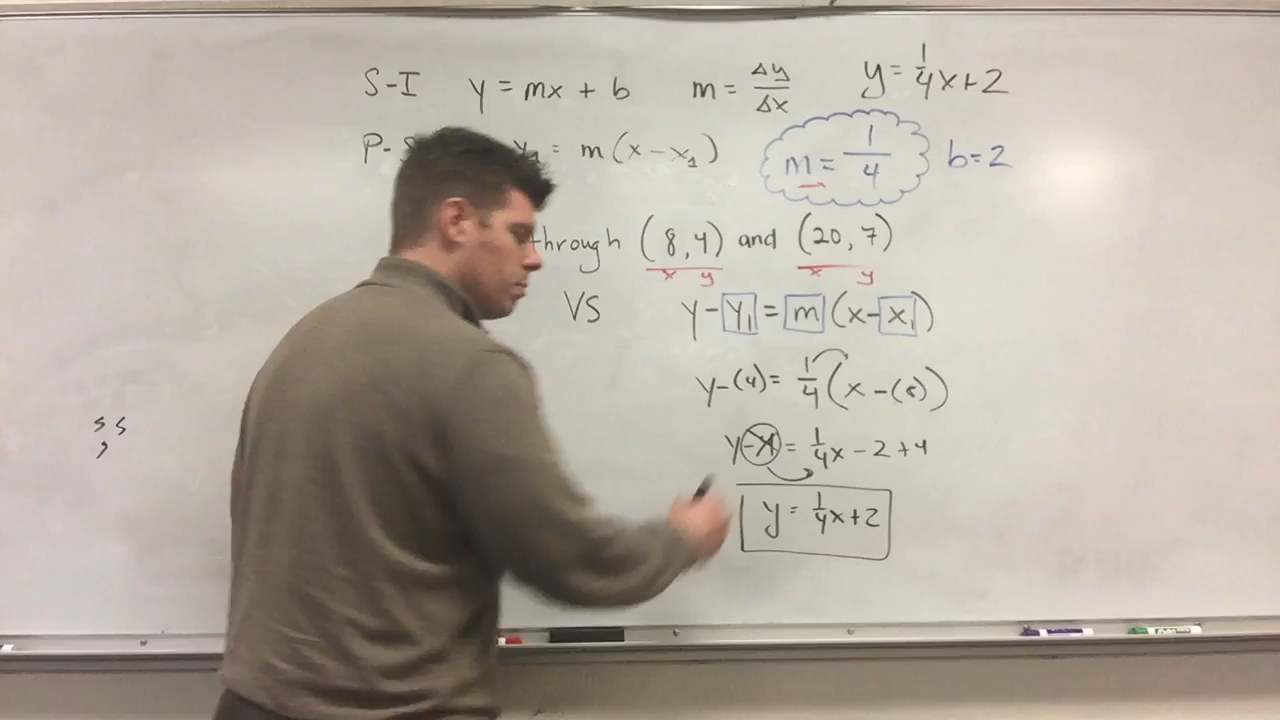 S-I y = mx + b m = Δy/Δx y = 1/4x+2
P-S y₁ = m(x-x₁) m = 1/4 b=2
through (8,4) and (20,7)
x y x y
VS y-y₁ = m(x-x₁)
y-(4) = 1/4(x-(8))
y-4 = 1/4x-2+4
y = 1/4x+2